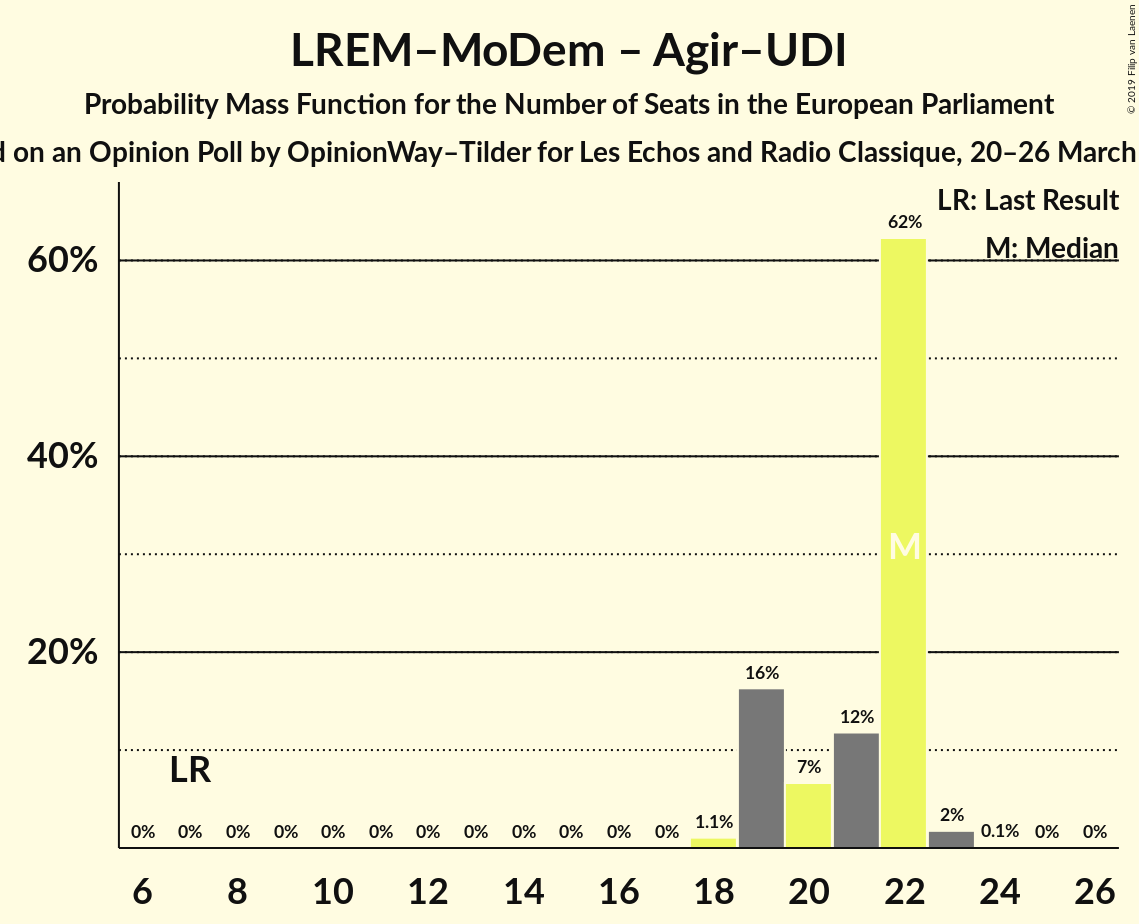 LREM–MoDem – Agir–UDI
Probability Mass Function for the Number of Seats in the European Parliament
on an Opinion Poll by OpinionWay–Tilder for Les Echos and Radio Classique, 20–26 March
© 2019 Filip van Laenen
LR: Last Result
M: Median
60%
40%
20%
62%
M
16%
12%
7%
LR
0% 0% 0% 0% 0% 0% 0% 0% 0% 0% 0% 0% 1.1% 2% 0.1% 0% 0%
6 8 10 12 14 16 18 20 22 24 26